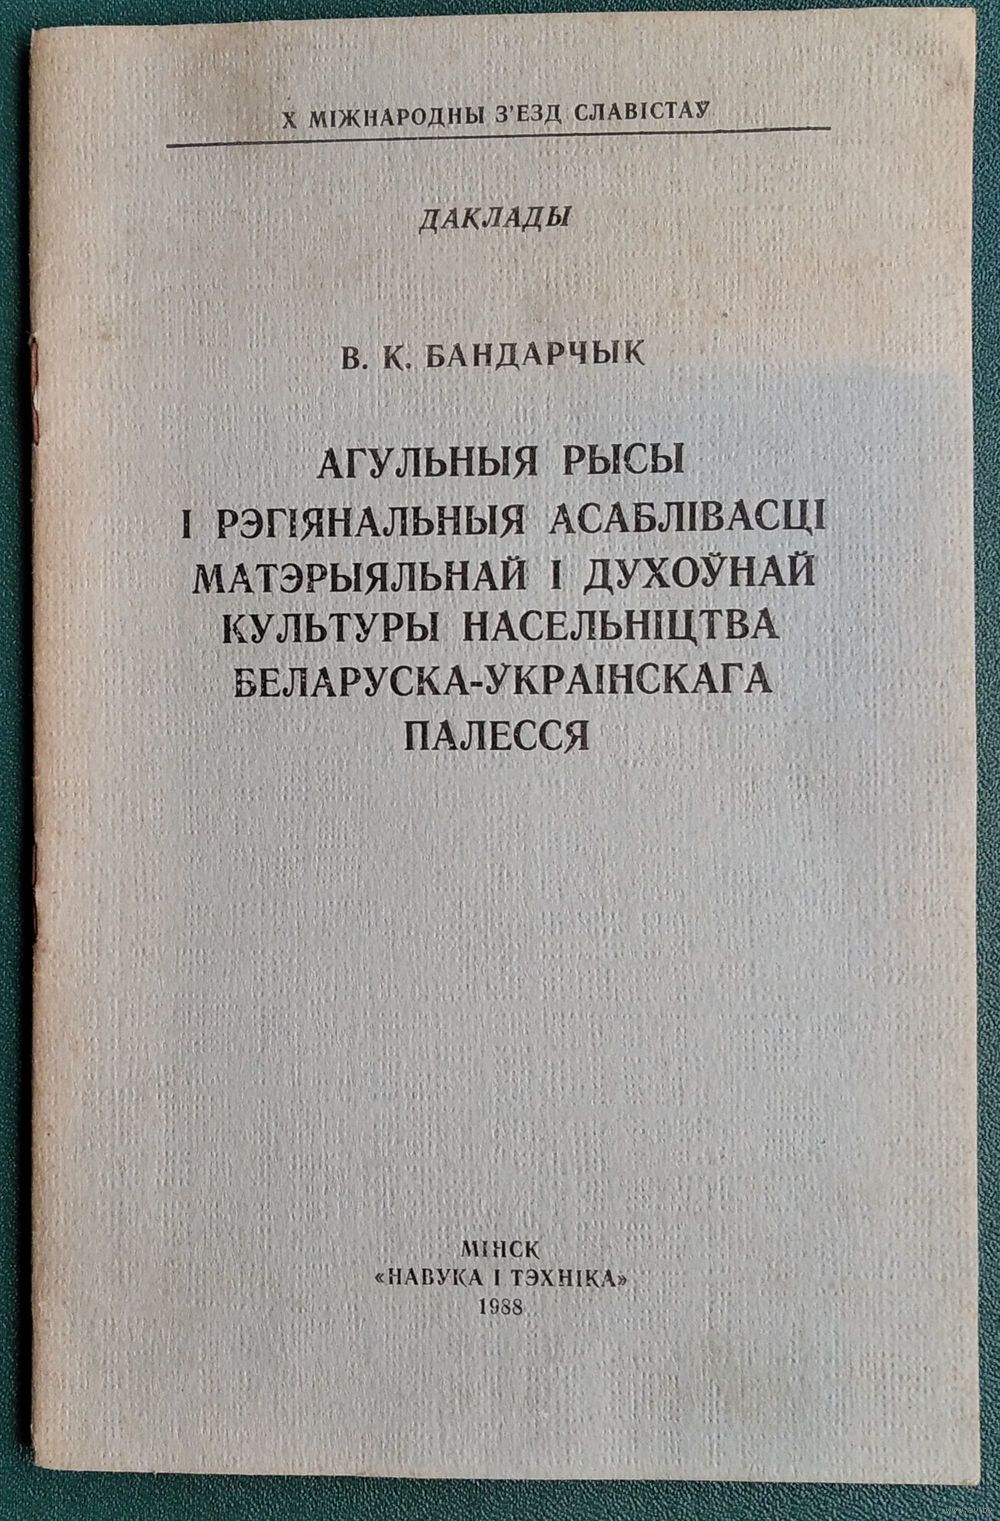 X МІЖНАРОДНЫ З'ЕЗД СЛАВІСТАЎ
ДАКЛАДЫ
В. К. БАНДАРЧЫК
АГУЛЬНЫЯ РЫСЫ
І РЭГІЯНАЛЬНЫЯ АСАБЛІВАСЦІ
МАТЭРЫЯЛЬНАЙ І ДУХОЎНАЙ
КУЛЬТУРЫ НАСЕЛЬНІЦТВА
БЕЛАРУСКА-УКРАІНСКАГА
ПАЛЕССЯ
МІНСК
«НАВУКА І ТЭХНІКА»
1988